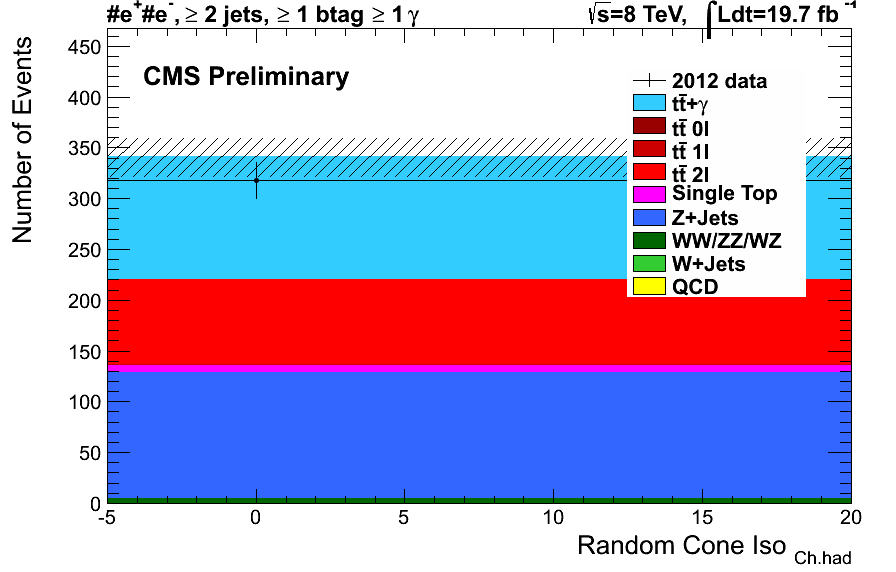 #e⁺#e⁻, ≥ 2 jets, ≥ 1 btag ≥ 1 γ
√s=8 TeV, ∫Ldt=19.7 fb⁻¹
CMS Preliminary
2012 data
tt̄+γ
tt̄ 0l
tt̄ 1l
tt̄ 2l
Single Top
Z+Jets
WW/ZZ/WZ
W+Jets
QCD
Number of Events
450
400
350
300
250
200
150
100
50
0
-5 0 5 10 15 20
Random Cone Iso Ch.had